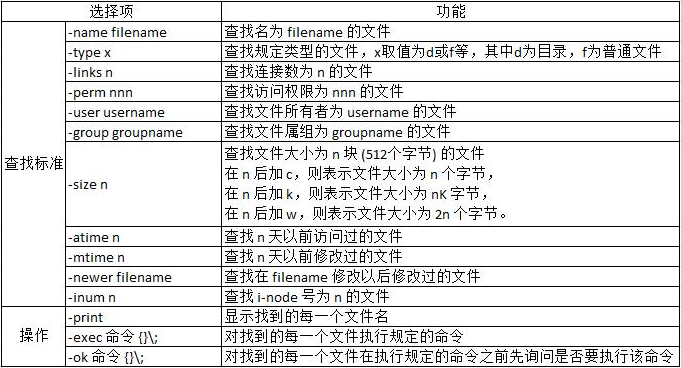 选择项 功能
查找标准
-name filename 查找名为 filename 的文件
-type x 查找规定类型的文件，x取值为d或f等，其中d为目录，f为普通文件
-links n 查找连接数为 n 的文件
-perm nnn 查找访问权限为 nnn 的文件
-user username 查找文件所有者为 username 的文件
-group groupname 查找文件属组为 groupname 的文件
-size n 查找文件大小为 n 块 (512个字节) 的文件
在 n 后加 c，则表示文件大小为 n 个字节，
在 n 后加 k，则表示文件大小为 nK 字节，
在 n 后加 w，则表示文件大小为 2n 个字节。
-atime n 查找 n 天以前访问过的文件
-mtime n 查找 n 天以前修改过的文件
-newer filename 查找在 filename 修改以后修改过的文件
-inum n 查找 i-node 号为 n 的文件
操作
-print 显示找到的每一个文件名
-exec 命令 {}\; 对找到的每一个文件执行规定的命令
-ok 命令 {}\; 对找到的每一个文件在执行规定的命令之前先询问是否要执行该命令